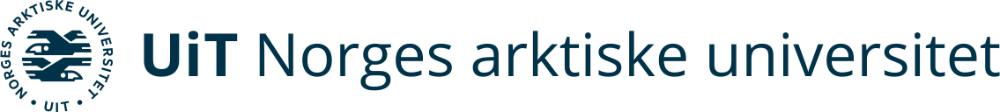 NORGES ARKTISKE UNIVERSITET
• UIT •
UiT Norges arktiske universitet